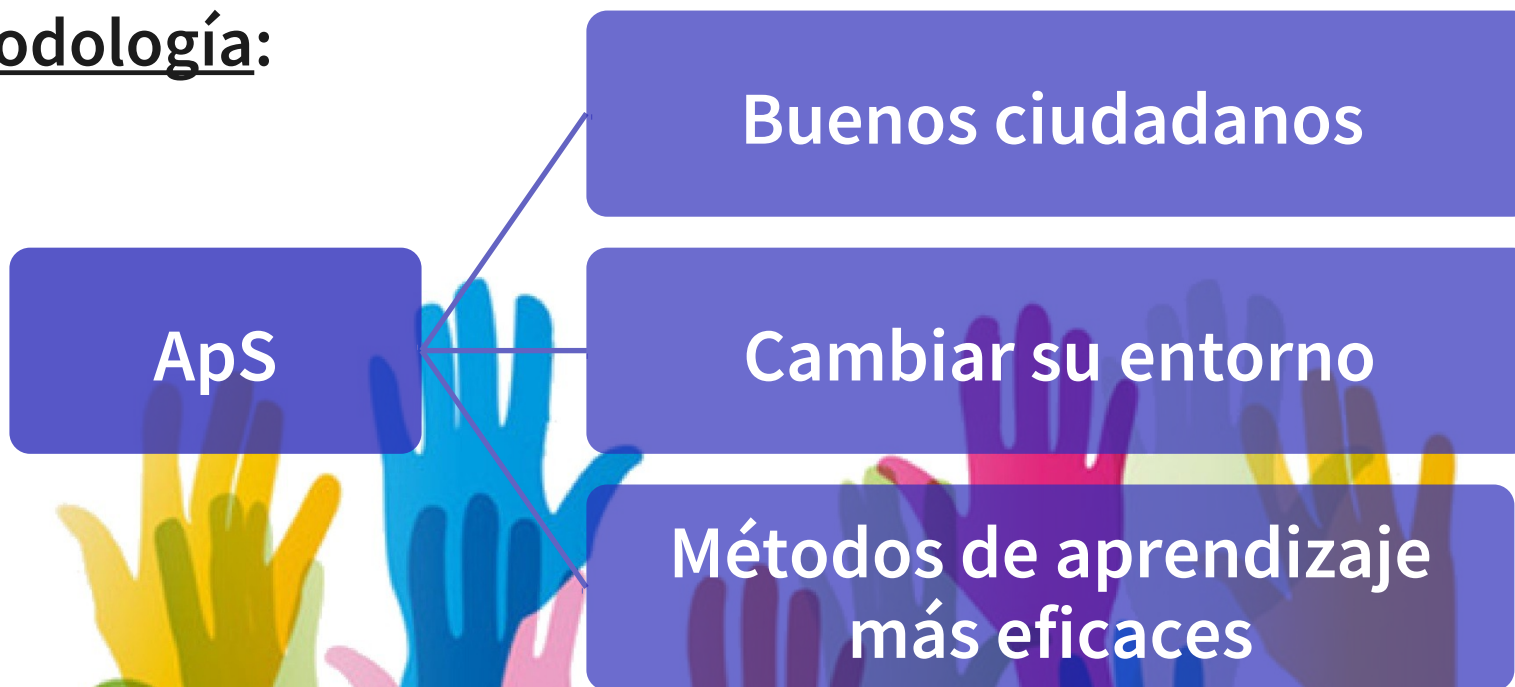 odología:
Buenos ciudadanos
ApS
Cambiar su entorno
Métodos de aprendizaje
más eficaces